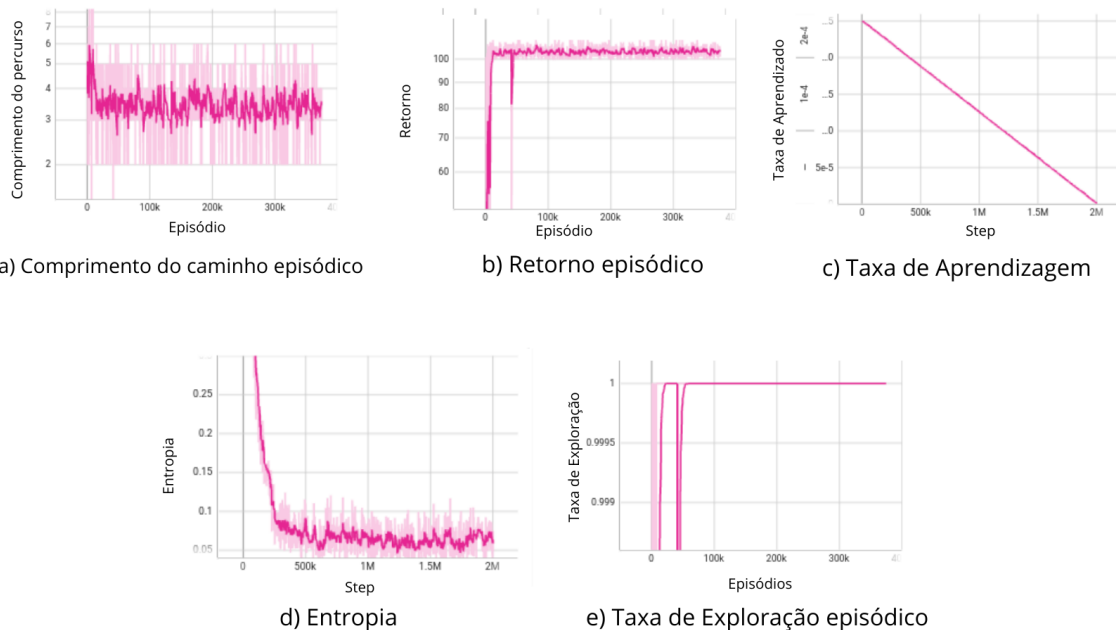 Comprimento do percurso
7
6
5
4
3
2
0 100k 200k 300k
Episódio
a) Comprimento do caminho episódico
Retorno
100
90
80
70
60
0 100k 200k 300k
Episódio
b) Retorno episódico
Taxa de Aprendizado
2e-4
1e-4
...5
...0
...5
...0
5e-5
0 500k 1M 1.5M 2M
Step
c) Taxa de Aprendizagem
Entropia
0.25
0.2
0.15
0.1
0.05
0 500k 1M 1.5M 2M
Step
d) Entropia
Taxa de Exploração
1
0.9995
0.999
0 100k 200k 300k
Episódios
e) Taxa de Exploração episódico